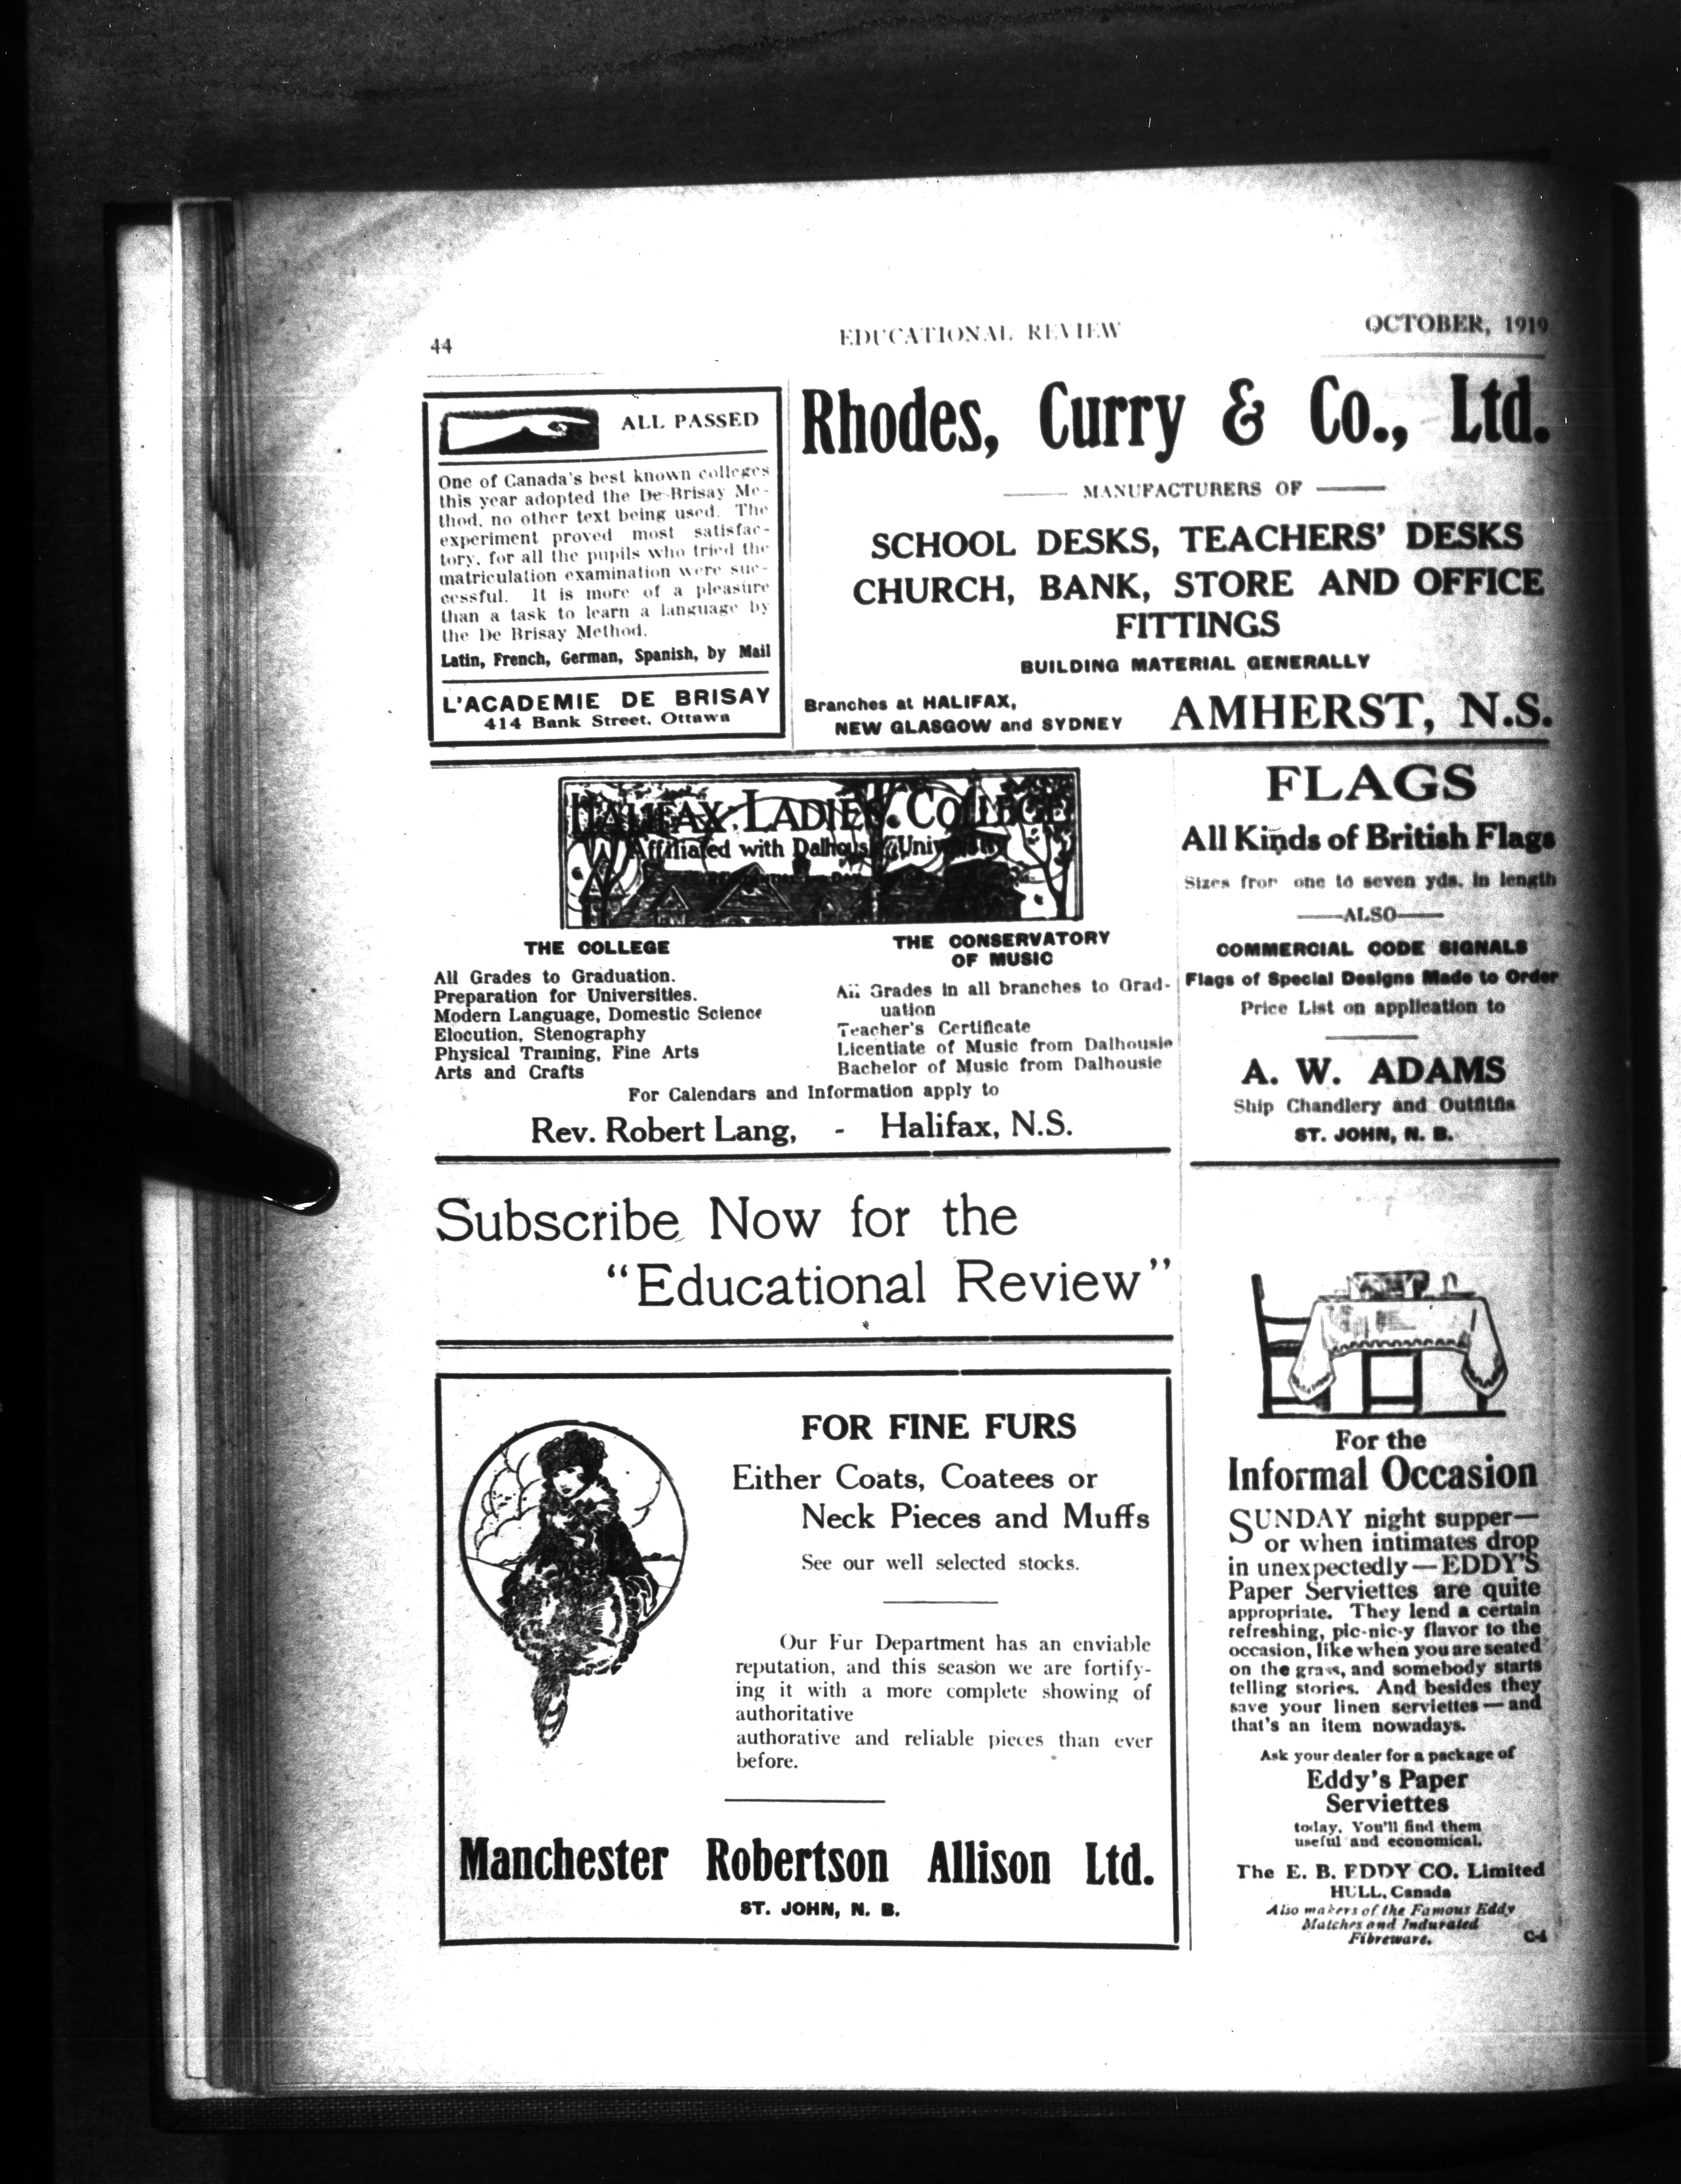 44
EDUCATIONAL REVIEW
OCTOBER, 1919
ALL PASSED
One of Canada's best known colleges
this year adopted the De Brisay Me-
thod, no other text being used. The
experiment proved most satisfac-
tory, for all the pupils who tried the
matriculation examination were suc-
cessful. It is more of a pleasure
than a task to learn a language by
the De Brisay Method.
Latin, French, German, Spanish, by Mail
L'ACADEMIE DE BRISAY
414 Bank Street, Ottawa
Rhodes, Curry & Co., Ltd.
MANUFACTURERS OF
SCHOOL DESKS, TEACHERS' DESKS
CHURCH, BANK, STORE AND OFFICE
FITTINGS
BUILDING MATERIAL GENERALLY
Branches at HALIFAX,
NEW GLASGOW and SYDNEY
AMHERST, N.S.
HALIFAX LADIES COLLEGE
Affiliated with Dalhousie University
THE COLLEGE
All Grades to Graduation.
Preparation for Universities.
Modern Language, Domestic Science
Elocution, Stenography
Physical Training, Fine Arts
Arts and Crafts
THE CONSERVATORY
OF MUSIC
All Grades in all branches to Grad-
uation
Teacher's Certificate
Licentiate of Music from Dalhousie
Bachelor of Music from Dalhousie
For Calendars and Information apply to
Rev. Robert Lang, - Halifax, N.S.
FLAGS
All Kinds of British Flags
Sizes from one to seven yds. in length
ALSO
COMMERCIAL CODE SIGNALS
Flags of Special Designs Made to Order
Price List on application to
A. W. ADAMS
Ship Chandlery and Outfitfis
ST. JOHN, N. B.
Subscribe Now for the
"Educational Review"
FOR FINE FURS
Either Coats, Coatees or
Neck Pieces and Muffs
See our well selected stocks.
Our Fur Department has an enviable
reputation, and this season we are fortify-
ing it with a more complete showing of
authoritative
authorative and reliable pieces than ever
before.
Manchester Robertson Allison Ltd.
ST. JOHN, N. B.
For the
Informal Occasion
SUNDAY night supper—
or when intimates drop
in unexpectedly—EDDY'S
Paper Serviettes are quite
appropriate. They lend a certain
refreshing, pic-nic-y flavor to the
occasion, like when you are seated
on the grass, and somebody starts
telling stories. And besides they
save your linen serviettes—and
that's an item nowadays.
Ask your dealer for a package of
Eddy's Paper
Serviettes
today. You'll find them
useful and economical.
The E. B. EDDY CO. Limited
HULL, Canada
Also makers of the Famous Eddy
Matches and Indurated
Fibreware.
C-4